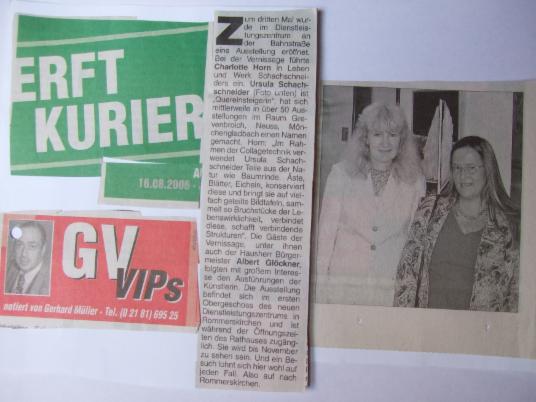 ERFT
KURIER
16.08.2006
GV
VIPs
notiert von Gerhard Müller - Tel. (0 21 81) 695 25
Zum dritten Mal wur-
de im Dienstleis-
tungszentrum an
der Bahnstraße
eine Ausstellung eröffnet.
Bei der Vernissage führte
Charlotte Horn in Leben
und Werk Schachschnei-
ders ein. Ursula Schach-
schneider (Foto unten) ist
„Quereinsteigerin", hat sich
mittlerweile in über 50 Aus-
stellungen im Raum Gre-
venbroich, Neuss, Mön-
chengladbach einen Namen
gemacht. Horn: „Im Rah-
men der Collagetechnik ver-
wendet Ursula Schach-
schneider Teile aus der Na-
tur wie Baumrinde. Äste,
Blätter, Eicheln, konserviert
diese und bringt sie auf viel-
fach geteilte Bildtafeln, sam-
melt so Bruchstücke der Le-
benswirklichkeit, verbindet
diese, schafft verbindende
Strukturen". Die Gäste der
Vernissage, unter ihnen
auch der Hausherr Bürger-
meister Albert Glöckner,
folgten mit großem Interes-
se den Ausführungen der
Künstlerin. Die Ausstellung
befindet sich im ersten
Obergeschoss des neuen
Dienstleistungszentrums in
Rommerskirchen und ist
während der Öffnungszei-
ten des Rathauses zugäng-
lich. Sie wird bis November
zu sehen sein. Und ein Be-
such lohnt sich hier wohl auf
jeden Fall. Also auf nach
Rommerskirchen.